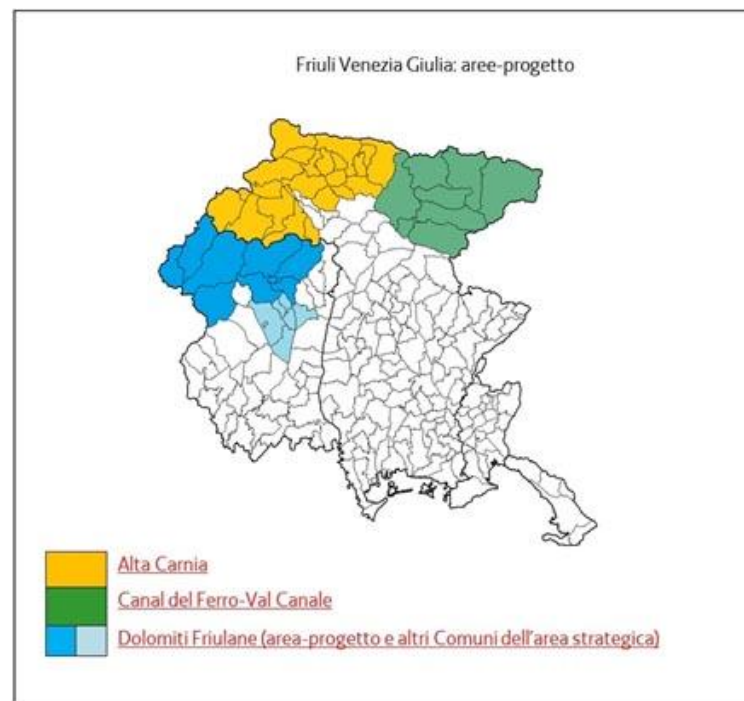 Friuli Venezia Giulia: aree-progetto
Alta Carnia
Canal del Ferro-Val Canale
Dolomiti Friulane (area-progetto e altri Comuni dell'area strategica)